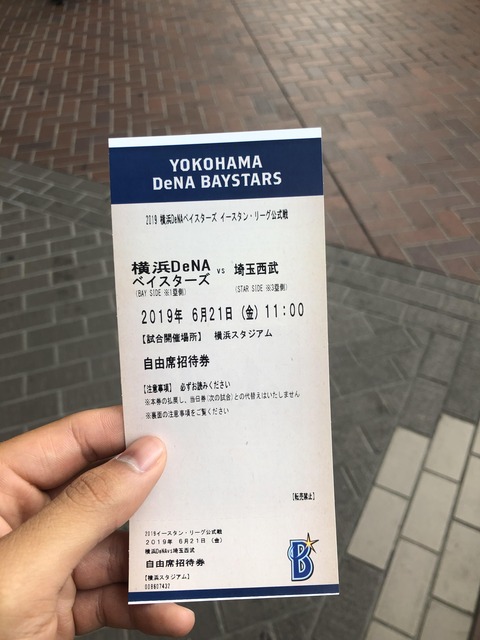 YOKOHAMA
DeNA BAYSTARS
2019 横浜DeNAベイスターズ イースタン・リーグ公式戦
横浜DeNA vs 埼玉西武
ベイスターズ
(BAY SIDE ※1塁側) (STAR SIDE ※3塁側)
2019年 6月21日 (金) 11:00
【試合開催場所】 横浜スタジアム
自由席招待券
【注意事項】 必ずお読みください
※本券の払戻し、当日券(次の試合)との代替えはいたしません
※裏面の注意事項をご覧ください
【転売禁止】
2019イースタン・リーグ公式戦
2019年 6月21日 (金)
横浜DeNAvs埼玉西武
自由席招待券
【横浜スタジアム】
008607432
B